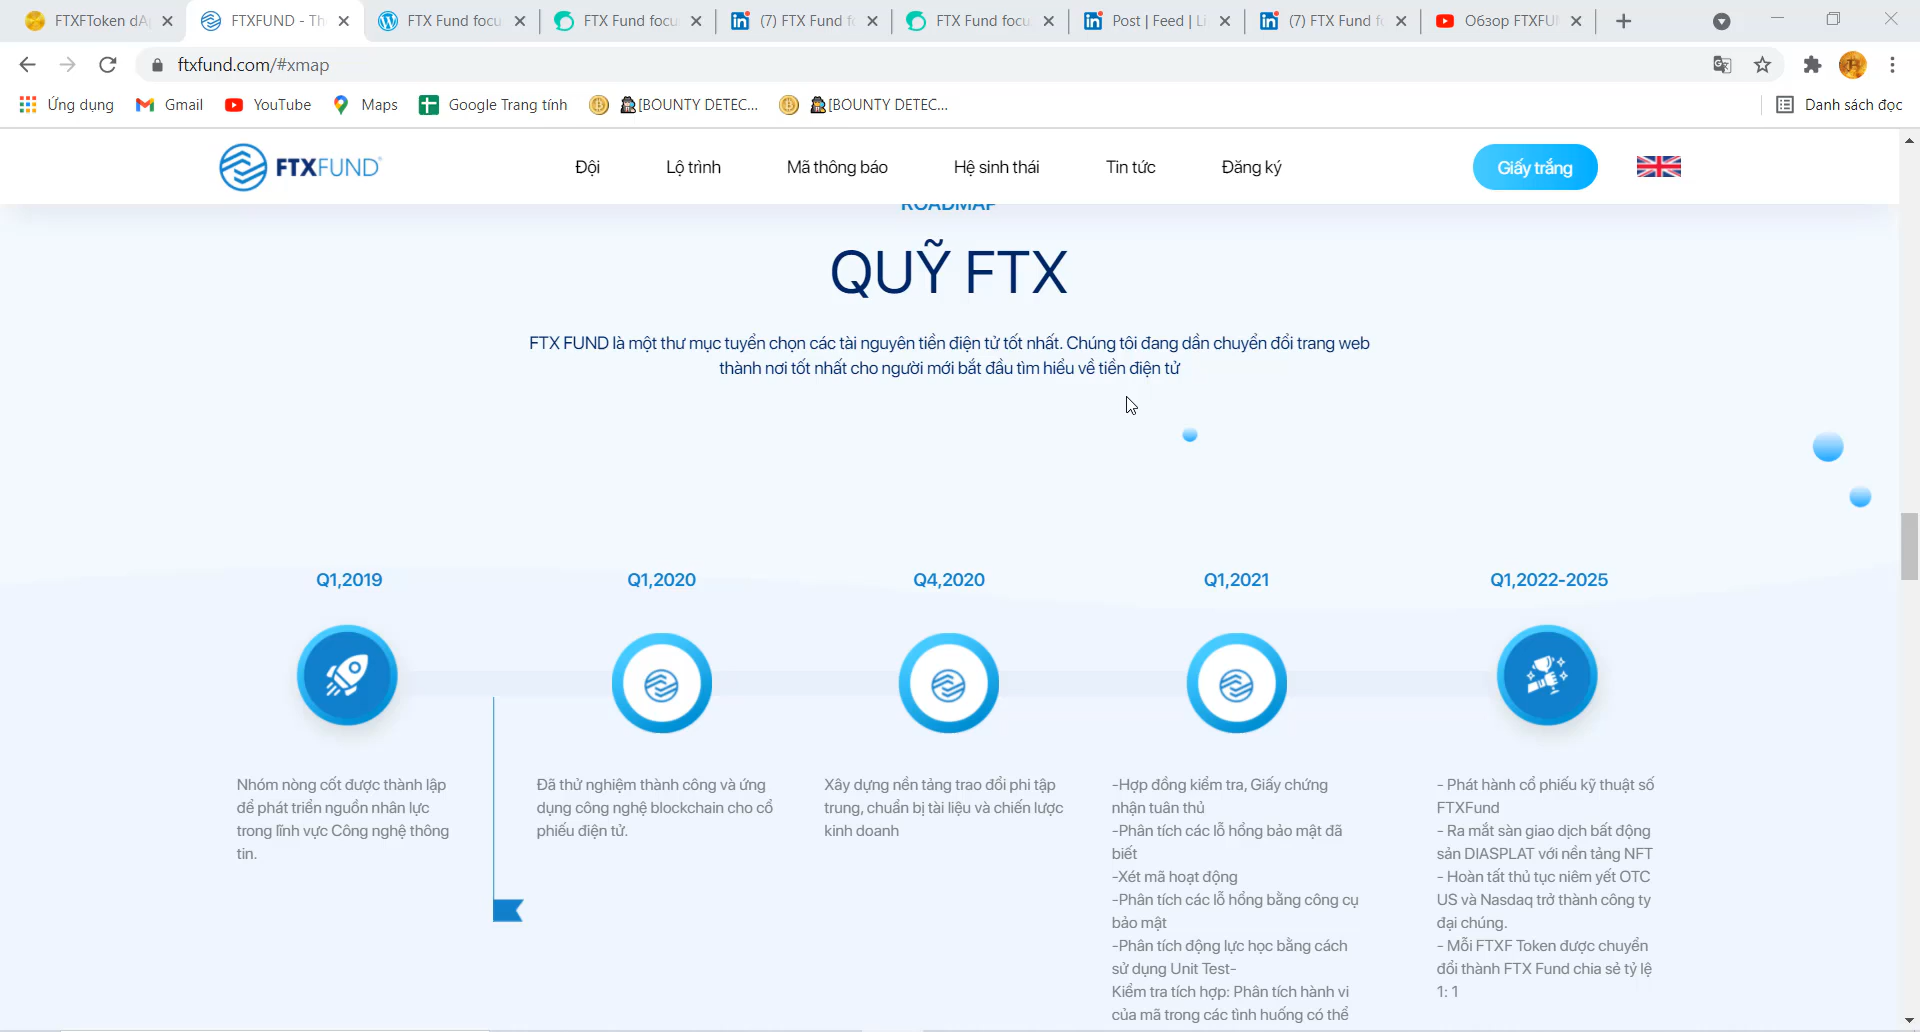 FTXFToken dA
FTXFUND - Th
FTX Fund focu
FTX Fund focu
(7) FTX Fund fo
FTX Fund focu
Post | Feed | Li
(7) FTX Fund fu
Обзор FTXFU
ftxfund.com/#xmap
Ứng dụng
Gmail
YouTube
Maps
Google Trang tính
[BOUNTY DETEC...
[BOUNTY DETEC...
Danh sách đọc
FTXFUND
Đội
Lộ trình
Mã thông báo
Hệ sinh thái
Tin tức
Đăng ký
Giấy trắng
ROADMAP
QUỸ FTX
FTX FUND là một thư mục tuyển chọn các tài nguyên tiền điện tử tốt nhất. Chúng tôi đang dần chuyển đổi trang web
thành nơi tốt nhất cho người mới bắt đầu tìm hiểu về tiền điện tử
Q1,2019
Q1,2020
Q4,2020
Q1,2021
Q1,2022-2025
Nhóm nòng cốt được thành lập
để phát triển nguồn nhân lực
trong lĩnh vực Công nghệ thông
tin.
Đã thử nghiệm thành công và ứng
dụng công nghệ blockchain cho cổ
phiếu điện tử.
Xây dựng nền tảng trao đổi phi tập
trung, chuẩn bị tài liệu và chiến lược
kinh doanh
-Hợp đồng kiểm tra, Giấy chứng
nhận tuân thủ
-Phân tích các lỗ hổng bảo mật đã
biết
-Xét mã hoạt động
-Phân tích các lỗ hổng bằng công cụ
bảo mật
-Phân tích động lực học bằng cách
sử dụng Unit Test-
Kiểm tra tích hợp: Phân tích hành vi
của mã trong các tình huống có thể
- Phát hành cổ phiếu kỹ thuật số
FTXFund
- Ra mắt sàn giao dịch bất động
sản DIASPLAT với nền tảng NFT
- Hoàn tất thủ tục niêm yết OTC
US và Nasdaq trở thành công ty
đại chúng.
- Mỗi FTXF Token được chuyển
đổi thành FTX Fund chia sẻ tỷ lệ
1: 1